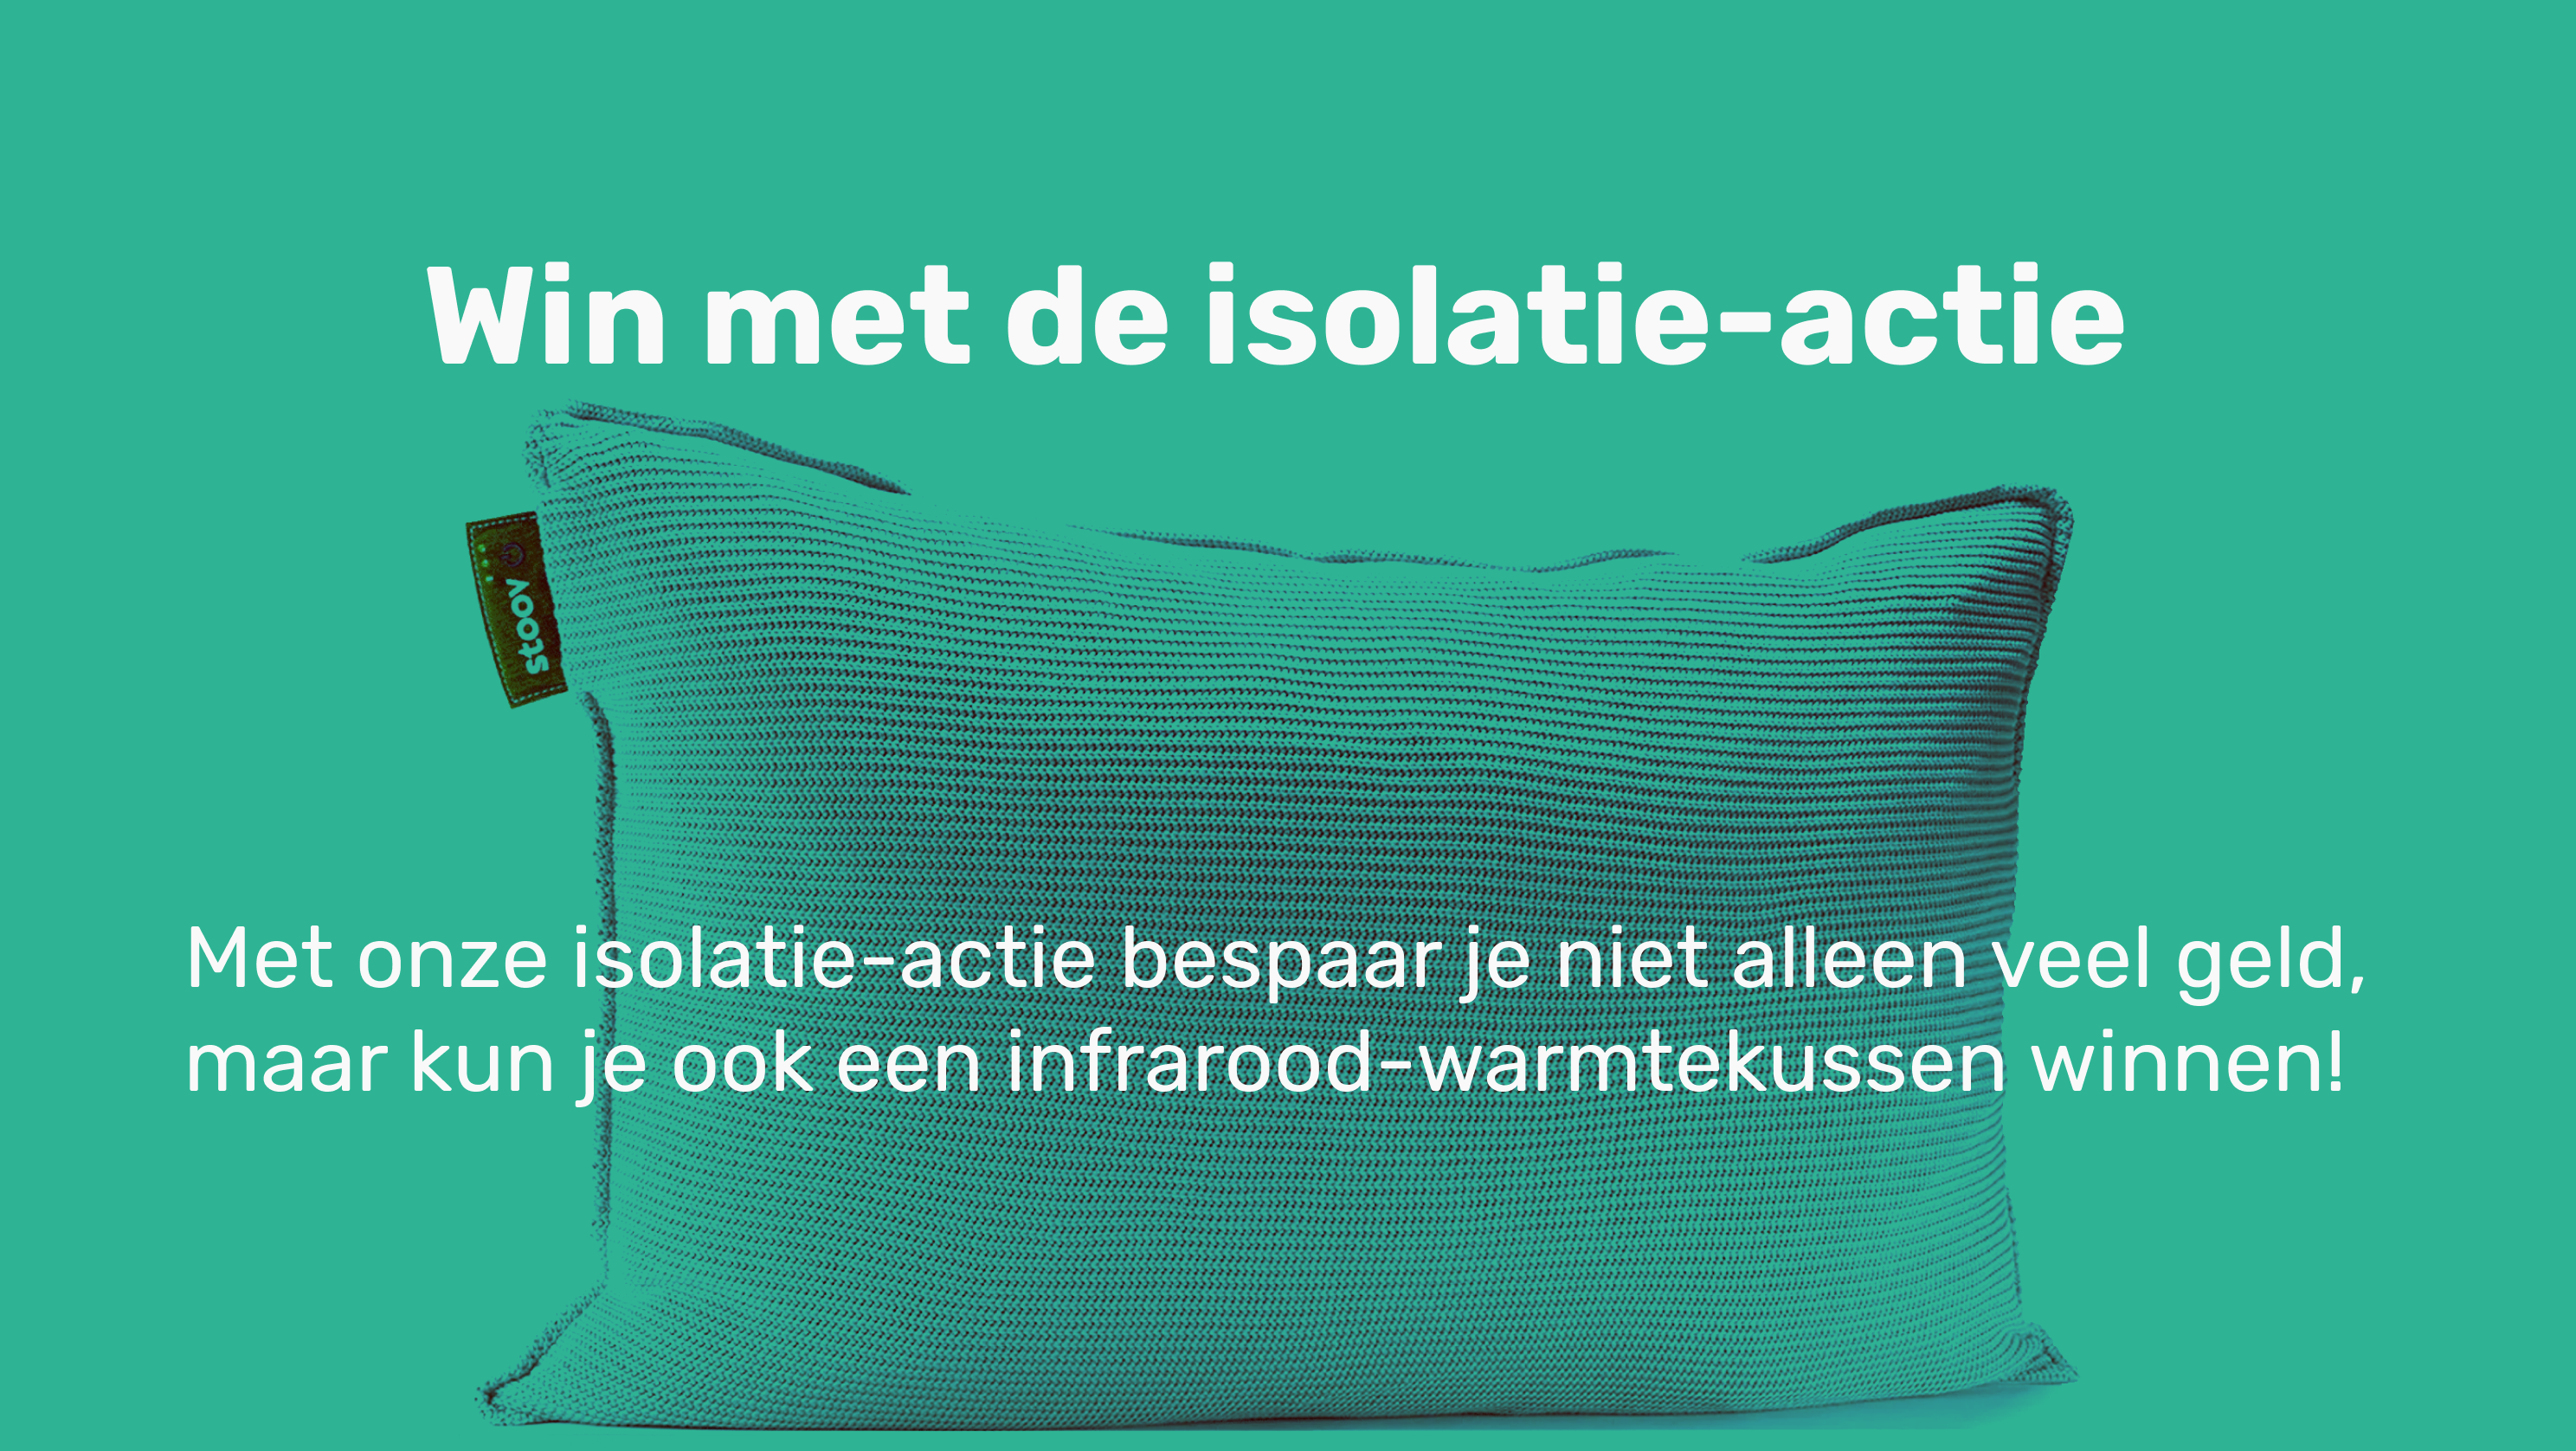 Win met de isolatie-actie
stoov
Met onze isolatie-actie bespaar je niet alleen veel geld,
maar kun je ook een infrarood-warmtekussen winnen!